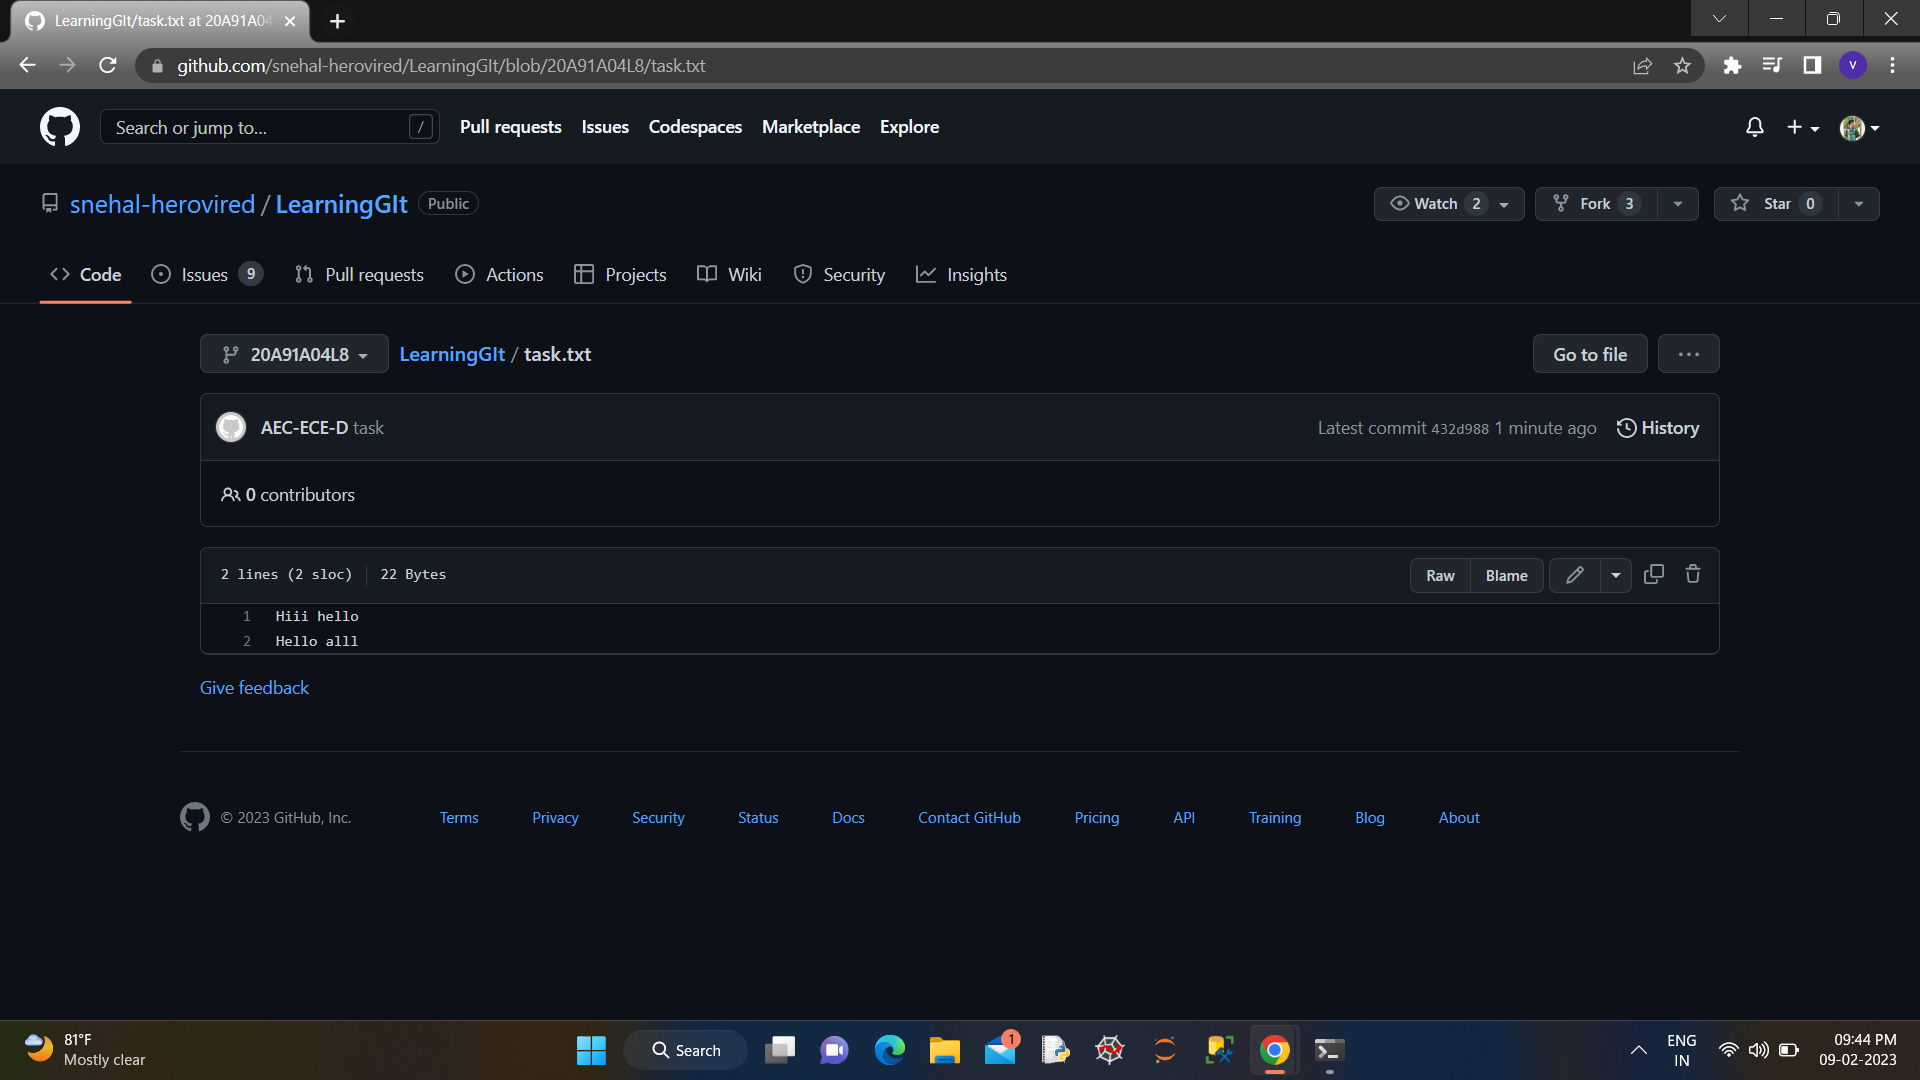 LearningGIt/task.txt at 20A91A04
github.com/snehal-herovired/LearningGIt/blob/20A91A04L8/task.txt
V
Search or jump to... /
Pull requests Issues Codespaces Marketplace Explore
snehal-herovired / LearningGIt Public
Watch 2 Fork 3 Star 0
Code Issues 9 Pull requests Actions Projects Wiki Security Insights
20A91A04L8 LearningGIt / task.txt Go to file
AEC-ECE-D task Latest commit 432d988 1 minute ago History
0 contributors
2 lines (2 sloc) 22 Bytes Raw Blame
1 Hiii hello
2 Hello alll
Give feedback
© 2023 GitHub, Inc. Terms Privacy Security Status Docs Contact GitHub Pricing API Training Blog About
81°F
Mostly clear
Search
1
ENG
IN
09:44 PM
09-02-2023